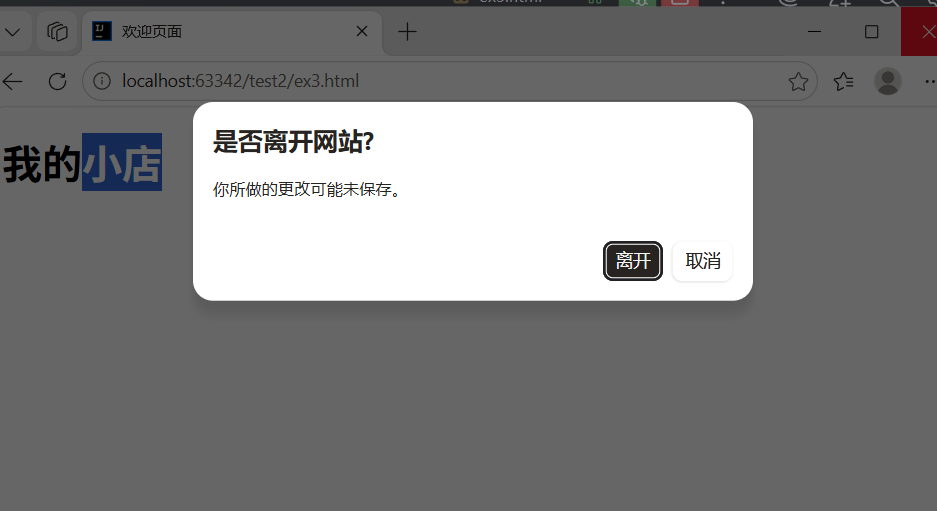 欢迎页面
localhost:63342/test2/ex3.html
我的小店
是否离开网站?
你所做的更改可能未保存。
离开
取消